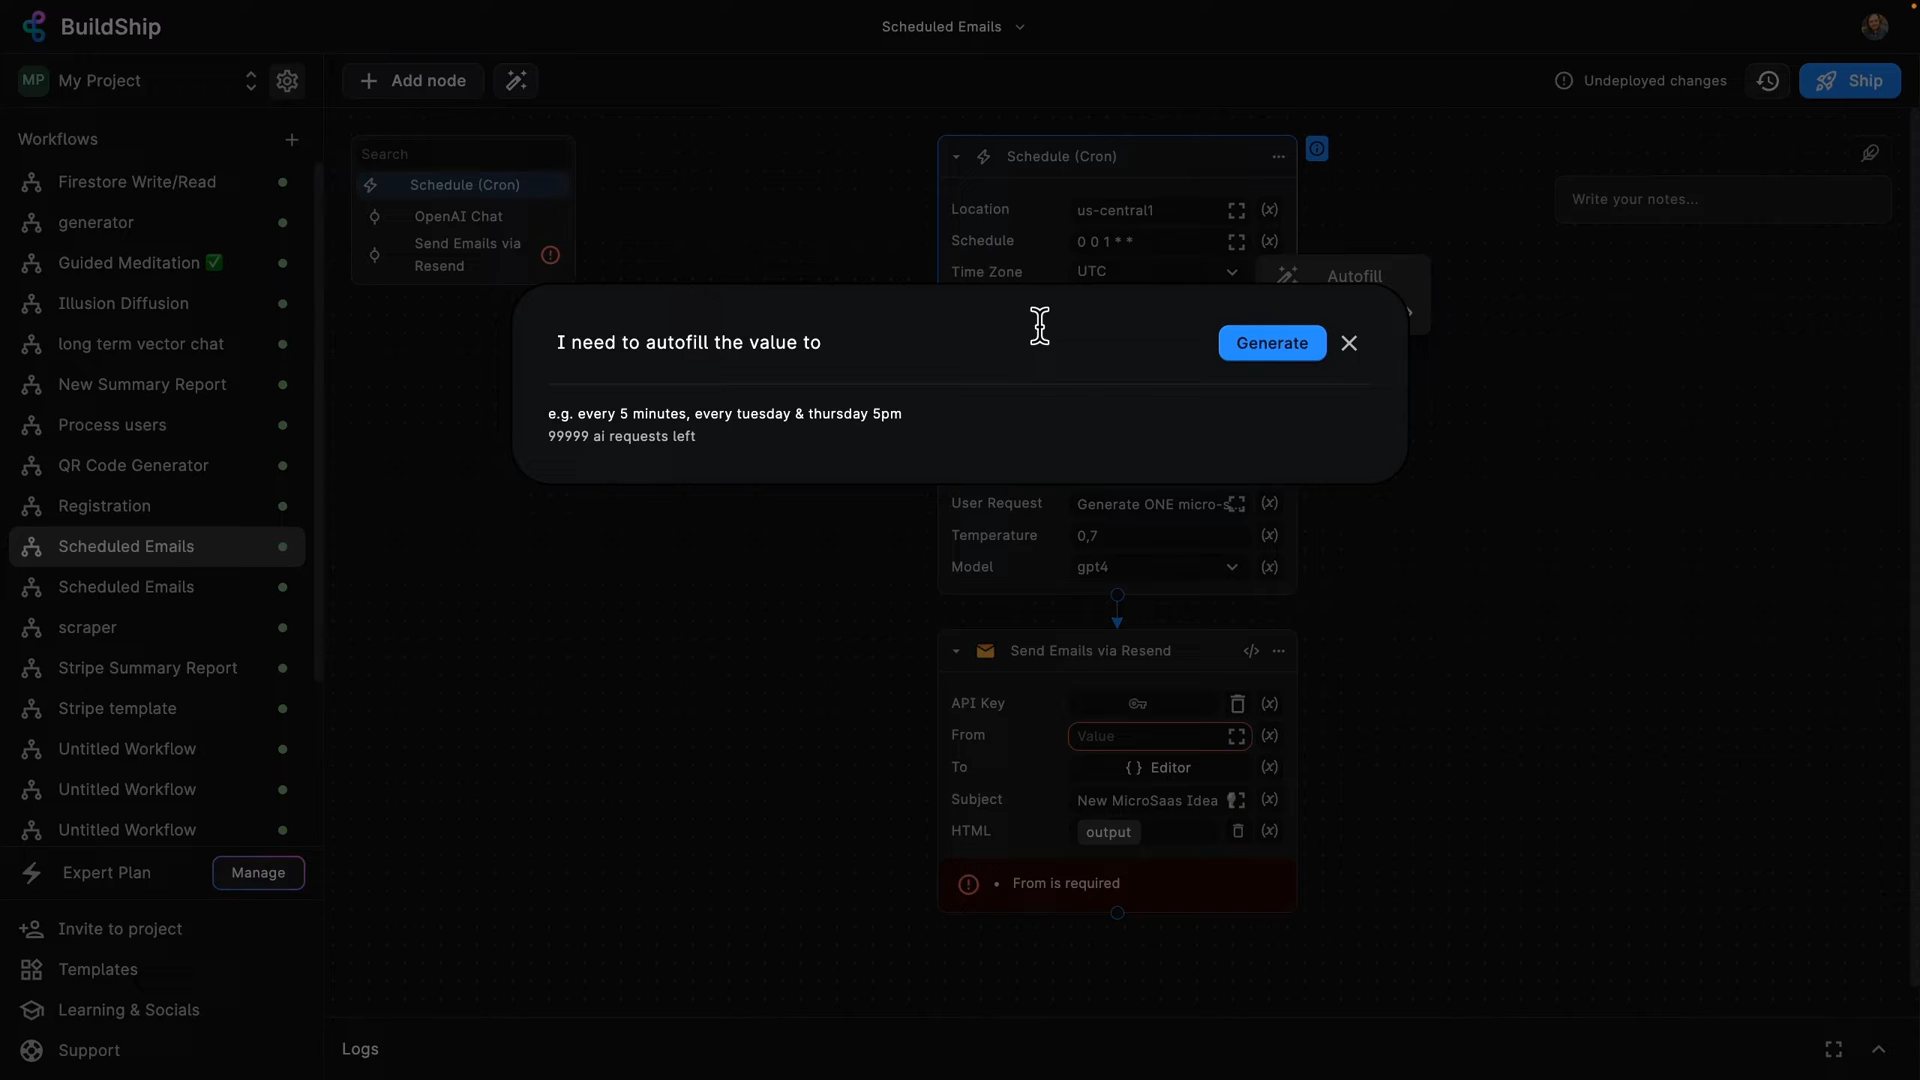 BuildShip
Scheduled Emails
MP My Project
Add node
Undeployed changes
Ship
Workflows
Firestore Write/Read
generator
Guided Meditation ✅
Illusion Diffusion
long term vector chat
New Summary Report
Process users
QR Code Generator
Registration
Scheduled Emails
Scheduled Emails
scraper
Stripe Summary Report
Stripe template
Untitled Workflow
Untitled Workflow
Untitled Workflow
Expert Plan
Manage
Invite to project
Templates
Learning & Socials
Support
Search
Schedule (Cron)
OpenAI Chat
Send Emails via
Resend
Schedule (Cron)
Location us-central1 (x)
Schedule 0 0 1 * * (x)
Time Zone UTC
Autofill
Write your notes...
I need to autofill the value to
Generate
e.g. every 5 minutes, every tuesday & thursday 5pm
99999 ai requests left
User Request Generate ONE micro-s (x)
Temperature 0,7 (x)
Model gpt4 (x)
Send Emails via Resend </>
API Key (x)
From Value (x)
To { } Editor (x)
Subject New MicroSaas Idea (x)
HTML output (x)
• From is required
Logs